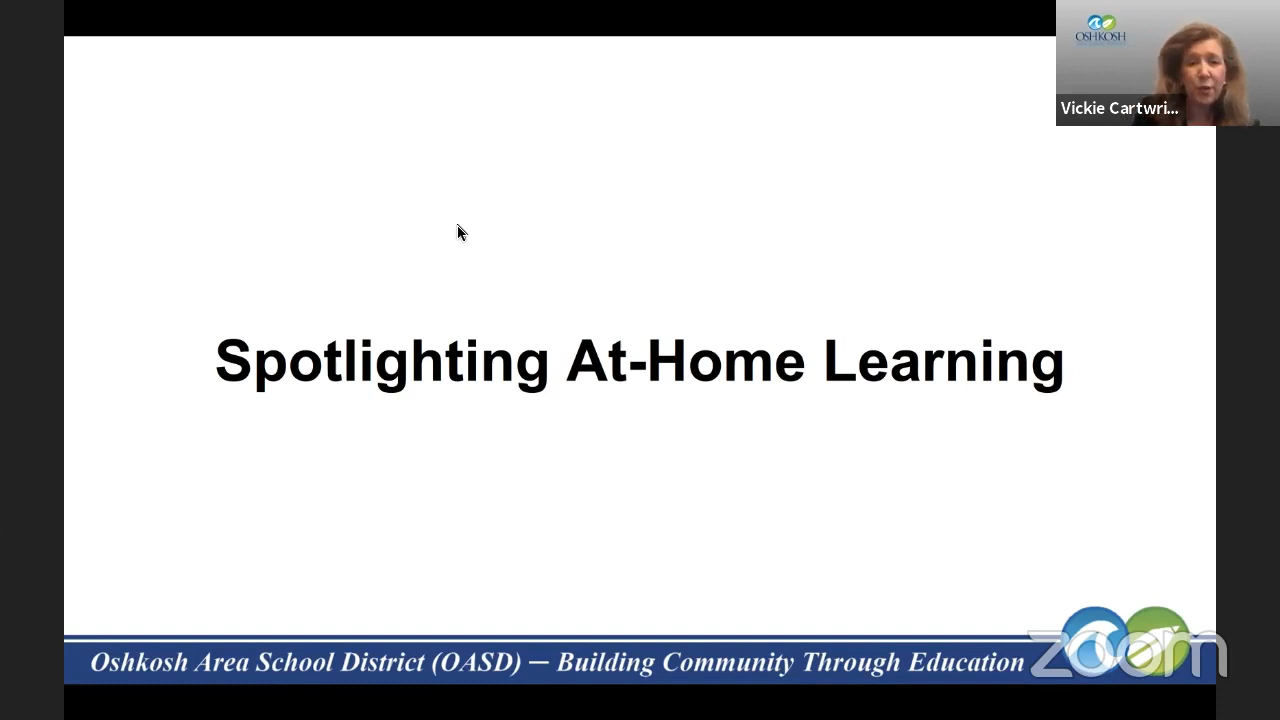 OSHKOSH
Vickie Cartwri...
Spotlighting At-Home Learning
Oshkosh Area School District (OASD) — Building Community Through Education
zoom